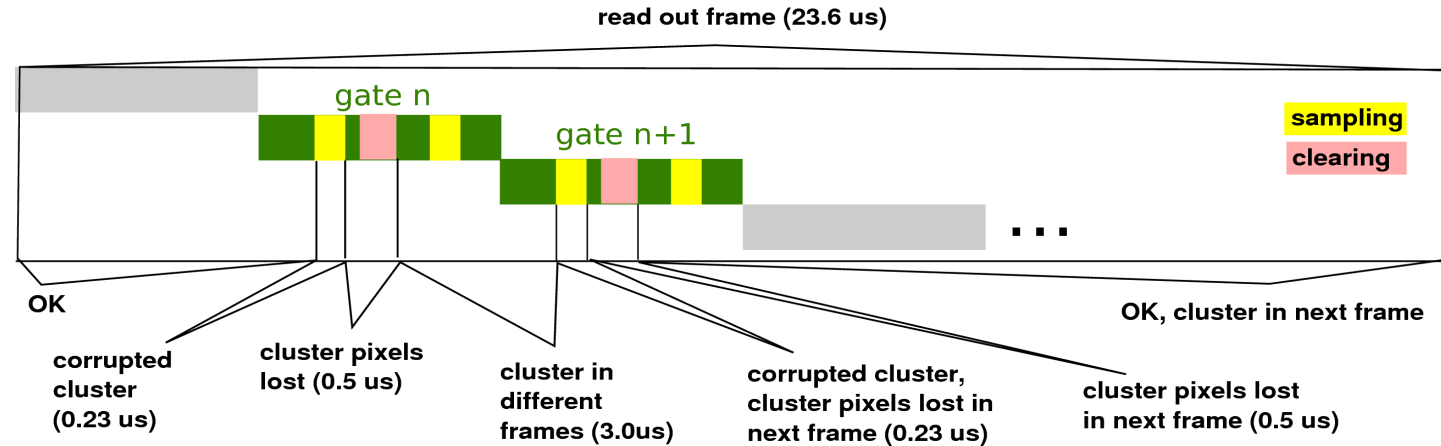 read out frame (23.6 us)
gate n
gate n+1
sampling
clearing
...
OK
OK, cluster in next frame
corrupted
cluster
(0.23 us)
cluster pixels
lost (0.5 us)
cluster in
different
frames (3.0us)
corrupted cluster,
cluster pixels lost in
next frame (0.23 us)
cluster pixels lost
in next frame (0.5 us)